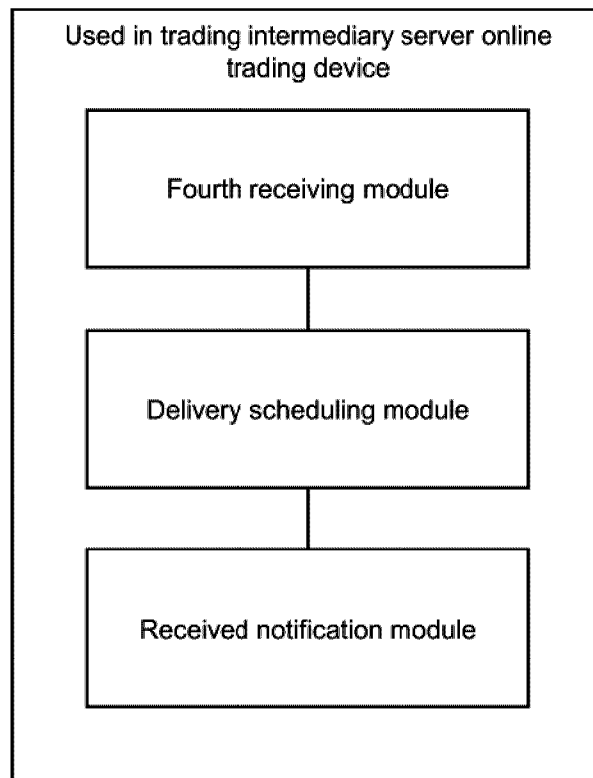 Used in trading intermediary server online
trading device
Fourth receiving module
Delivery scheduling module
Received notification module